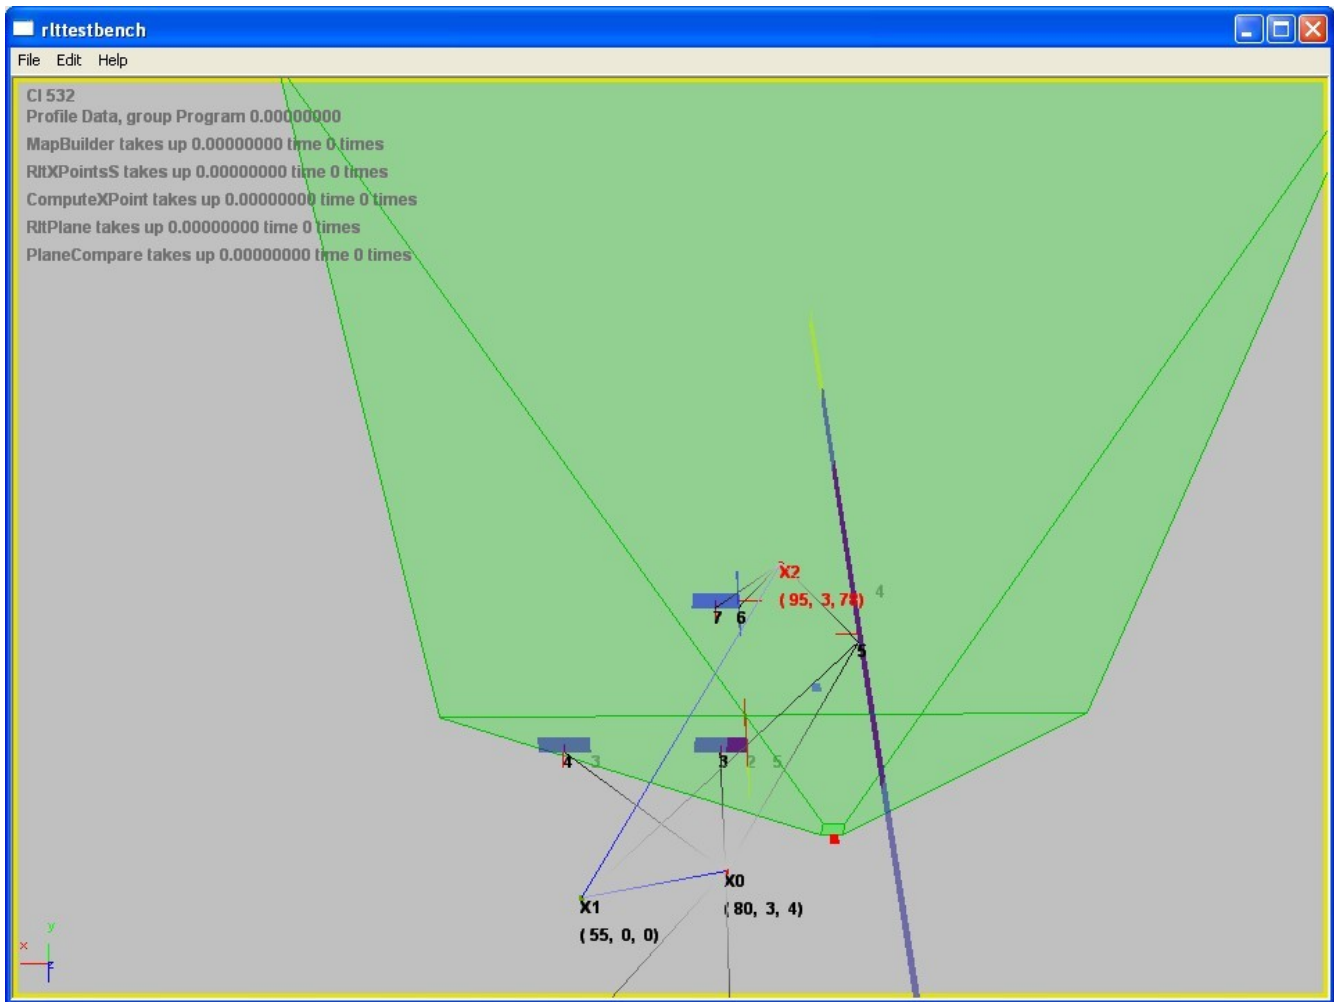 rlttestbench
File Edit Help
CI 532
Profile Data, group Program 0.00000000
MapBuilder takes up 0.00000000 time 0 times
RltXPointsS takes up 0.00000000 time 0 times
ComputeXPoint takes up 0.00000000 time 0 times
RltPlane takes up 0.00000000 time 0 times
PlaneCompare takes up 0.00000000 time 0 times
X2
( 95, 3, 78)
4
7 6
5
4 3 3 2 5
X0
( 80, 3, 4)
X1
( 55, 0, 0)
y
x
z